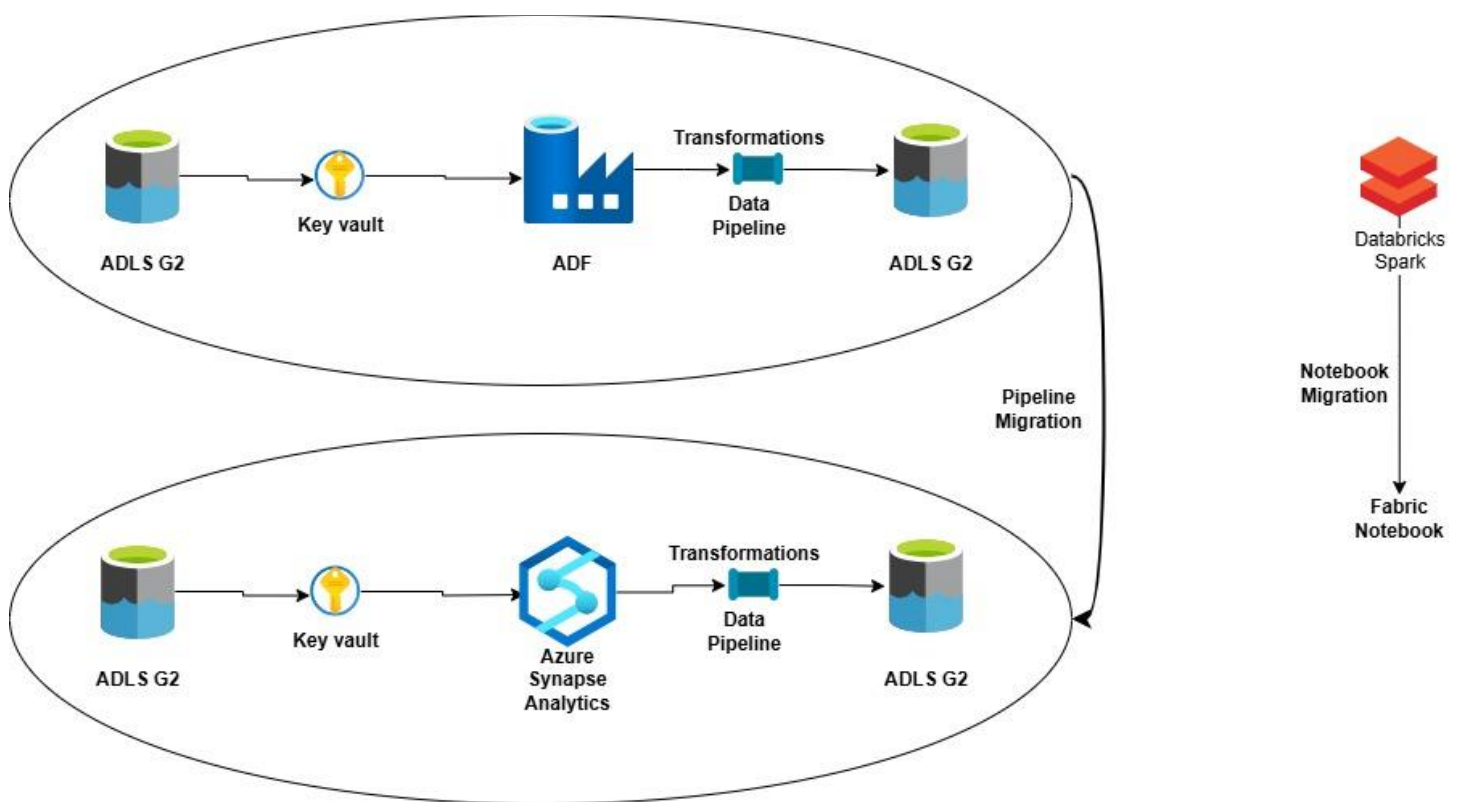 Transformations
Key vault
Data
Pipeline
ADLS G2
ADF
ADLS G2
Databricks
Spark
Pipeline
Migration
Notebook
Migration
Fabric
Notebook
Transformations
Key vault
Data
Pipeline
ADLS G2
Azure
Synapse
Analytics
ADLS G2